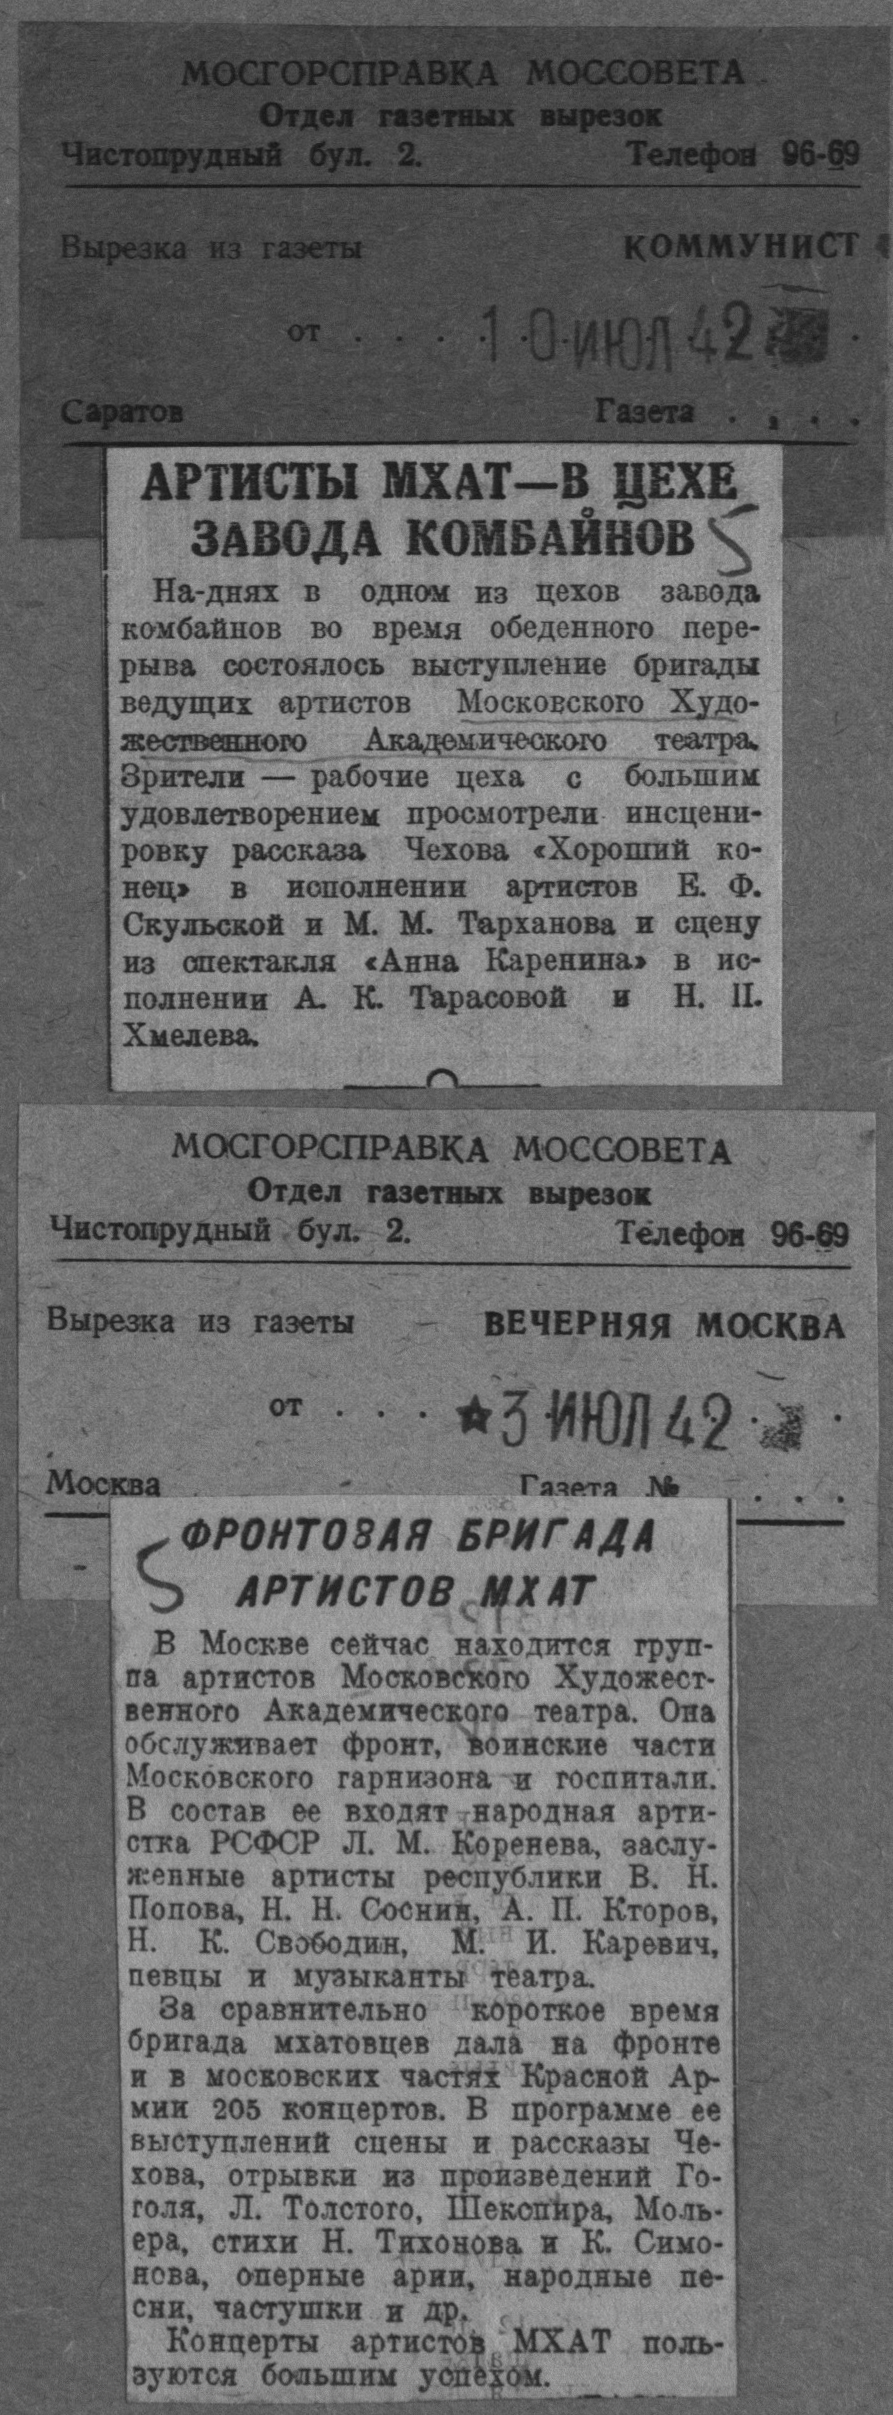 МОСГОРСПРАВКА МОССОВЕТА
Отдел газетных вырезок
Чистопрудный бул. 2. Телефон 96-69
Вырезка из газеты КОММУНИСТ
от . . . . 10 ИЮЛ 42 .
Саратов Газета . . . .
АРТИСТЫ МХАТ—В ЦЕХЕ
ЗАВОДА КОМБАЙНОВ
На-днях в одном из цехов завода
комбайнов во время обеденного пере-
рыва состоялось выступление бригады
ведущих артистов Московского Худо-
жественного Академического театра.
Зрители — рабочие цеха с большим
удовлетворением просмотрели инсцени-
ровку рассказа Чехова «Хороший ко-
нец» в исполнении артистов Е. Ф.
Скульской и М. М. Тарханова и сцену
из спектакля «Анна Каренина» в ис-
полнении А. К. Тарасовой и Н. П.
Хмелева.
МОСГОРСПРАВКА МОССОВЕТА
Отдел газетных вырезок
Чистопрудный бул. 2. Телефон 96-69
Вырезка из газеты ВЕЧЕРНЯЯ МОСКВА
от . . . ★3 ИЮЛ 42 .
Москва Газета № . . .
ФРОНТОВАЯ БРИГАДА
АРТИСТОВ МХАТ
В Москве сейчас находится груп-
па артистов Московского Художест-
венного Академического театра. Она
обслуживает фронт, воинские части
Московского гарнизона и госпитали.
В состав ее входят народная арти-
стка РСФСР Л. М. Коренева, заслу-
женные артисты республики В. Н.
Попова, Н. Н. Соснин, А. П. Кторов,
Н. К. Свободин, М. И. Каревич,
певцы и музыканты театра.
За сравнительно короткое время
бригада мхатовцев дала на фронте
и в московских частях Красной Ар-
мии 205 концертов. В программе ее
выступлений сцены и рассказы Че-
хова, отрывки из произведений Го-
голя, Л. Толстого, Шекспира, Моль-
ера, стихи Н. Тихонова и К. Симо-
нова, оперные арии, народные пе-
сни, частушки и др.
Концерты артистов МХАТ поль-
зуются большим успехом.